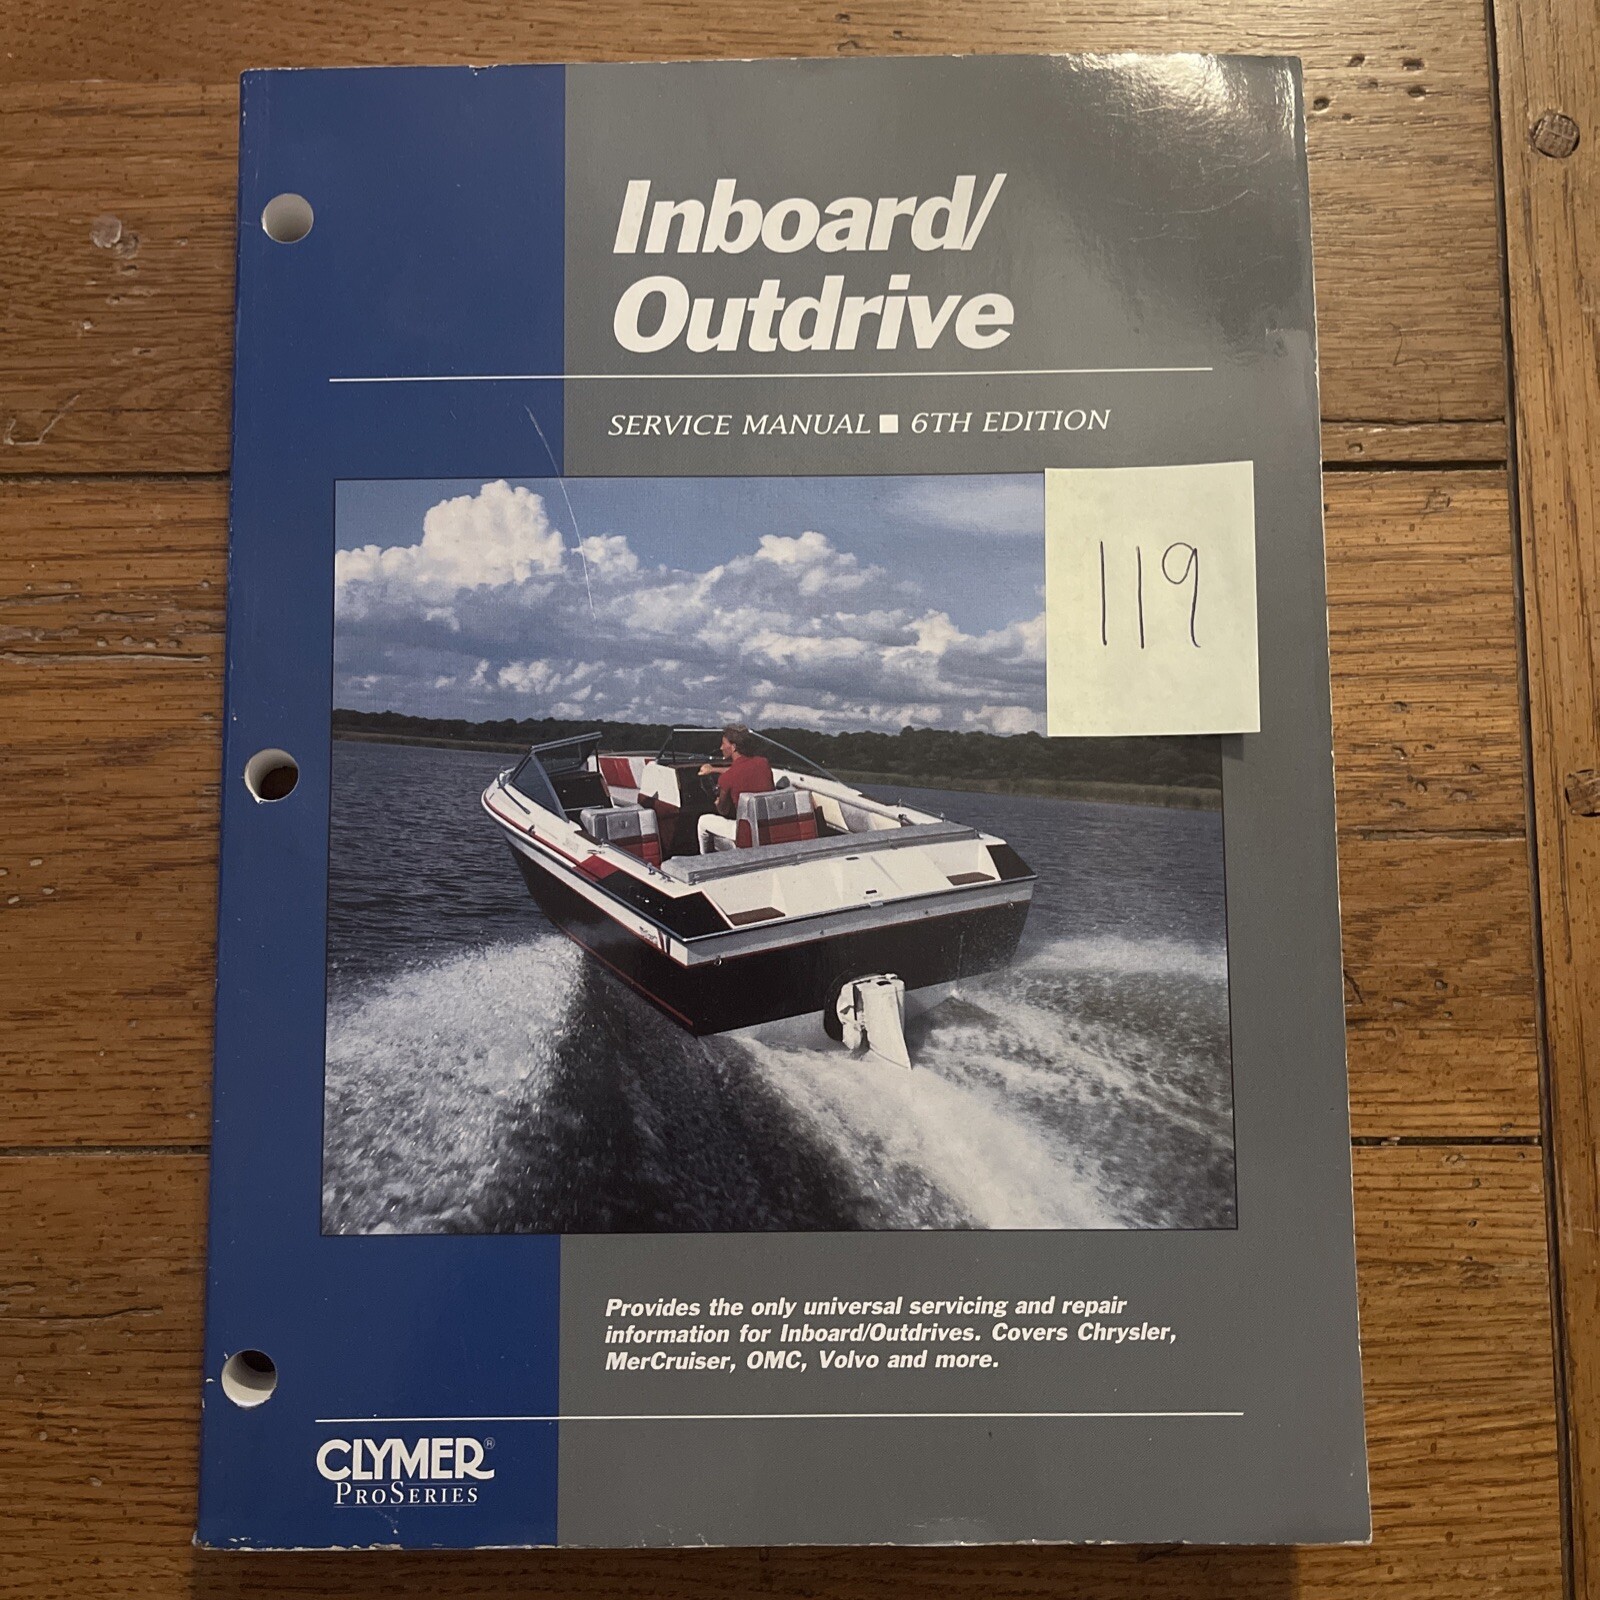 Inboard/
Outdrive
SERVICE MANUAL ■ 6TH EDITION
119
Provides the only universal servicing and repair
information for Inboard/Outdrives. Covers Chrysler,
MerCruiser, OMC, Volvo and more.
CLYMER®
PROSERIES